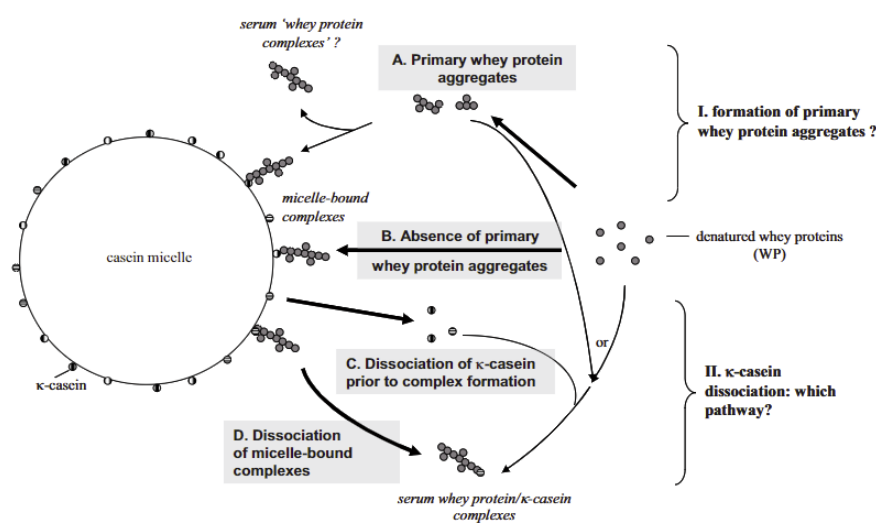 serum ‘whey protein
complexes’ ?
A. Primary whey protein
aggregates
I. formation of primary
whey protein aggregates ?
micelle-bound
complexes
B. Absence of primary
whey protein aggregates
denatured whey proteins
(WP)
casein micelle
or
C. Dissociation of κ-casein
prior to complex formation
κ-casein
II. κ-casein
dissociation: which
pathway?
D. Dissociation
of micelle-bound
complexes
serum whey protein/κ-casein
complexes